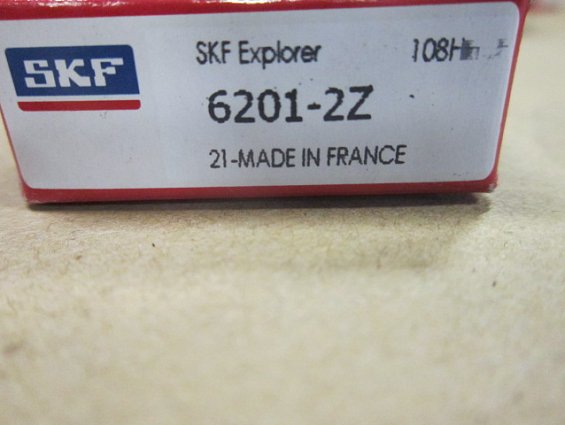 SKF
SKF Explorer
6201-2Z
21-MADE IN FRANCE